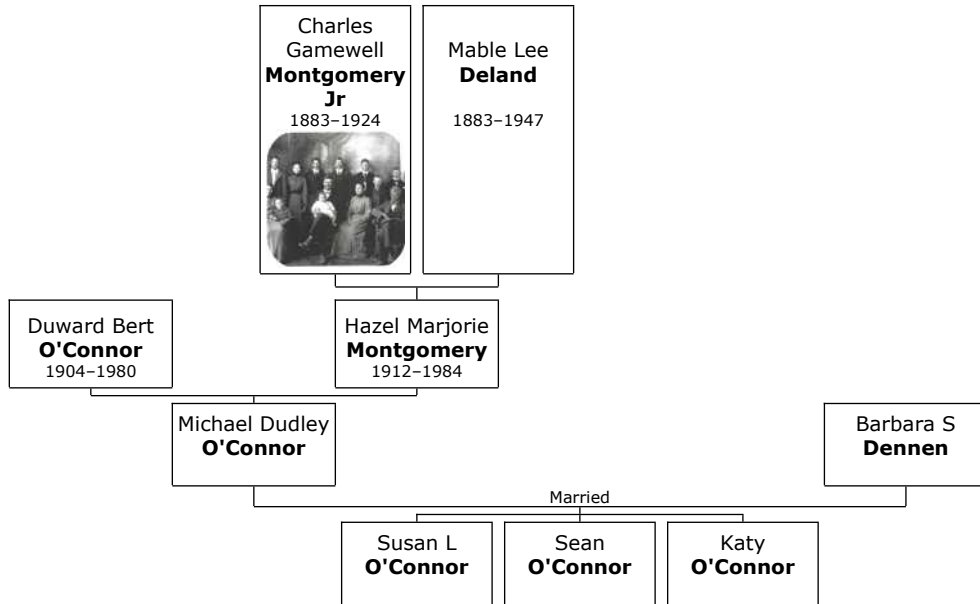 Charles
Gamewell
Montgomery
Jr
1883–1924
Mable Lee
Deland
1883–1947
Duward Bert
O'Connor
1904–1980
Hazel Marjorie
Montgomery
1912–1984
Michael Dudley
O'Connor
Barbara S
Dennen
Married
Susan L
O'Connor
Sean
O'Connor
Katy
O'Connor